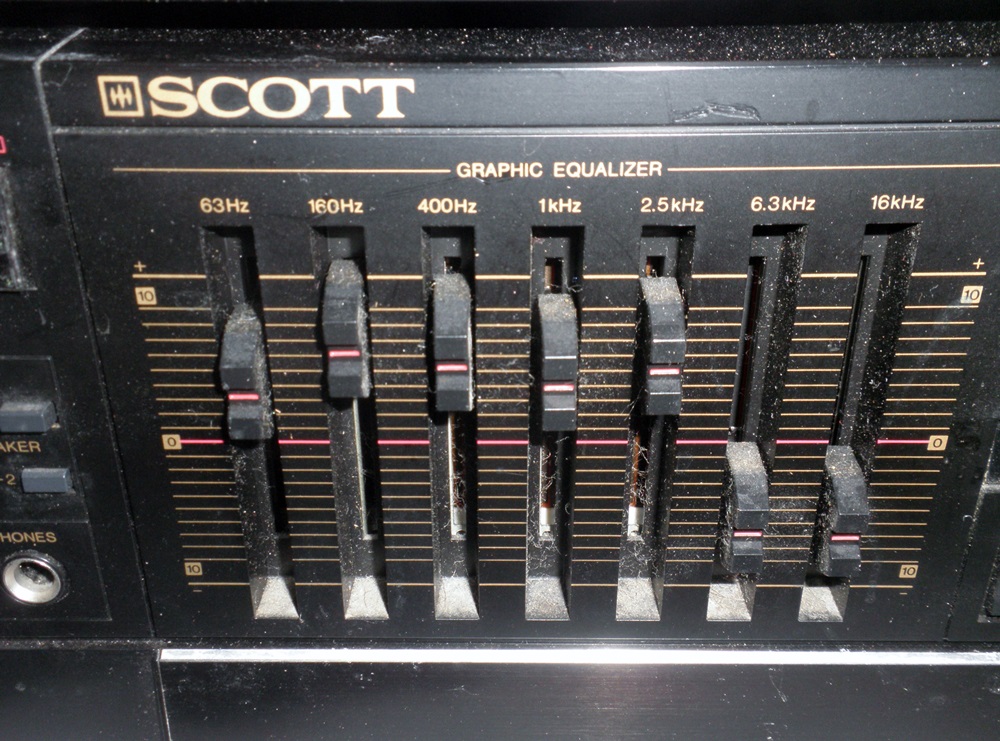 SCOTT
GRAPHIC EQUALIZER
63Hz 160Hz 400Hz 1kHz 2.5kHz 6.3kHz 16kHz
+ +
10 10
0 0
AKER
-2
HONES
10 10
- -